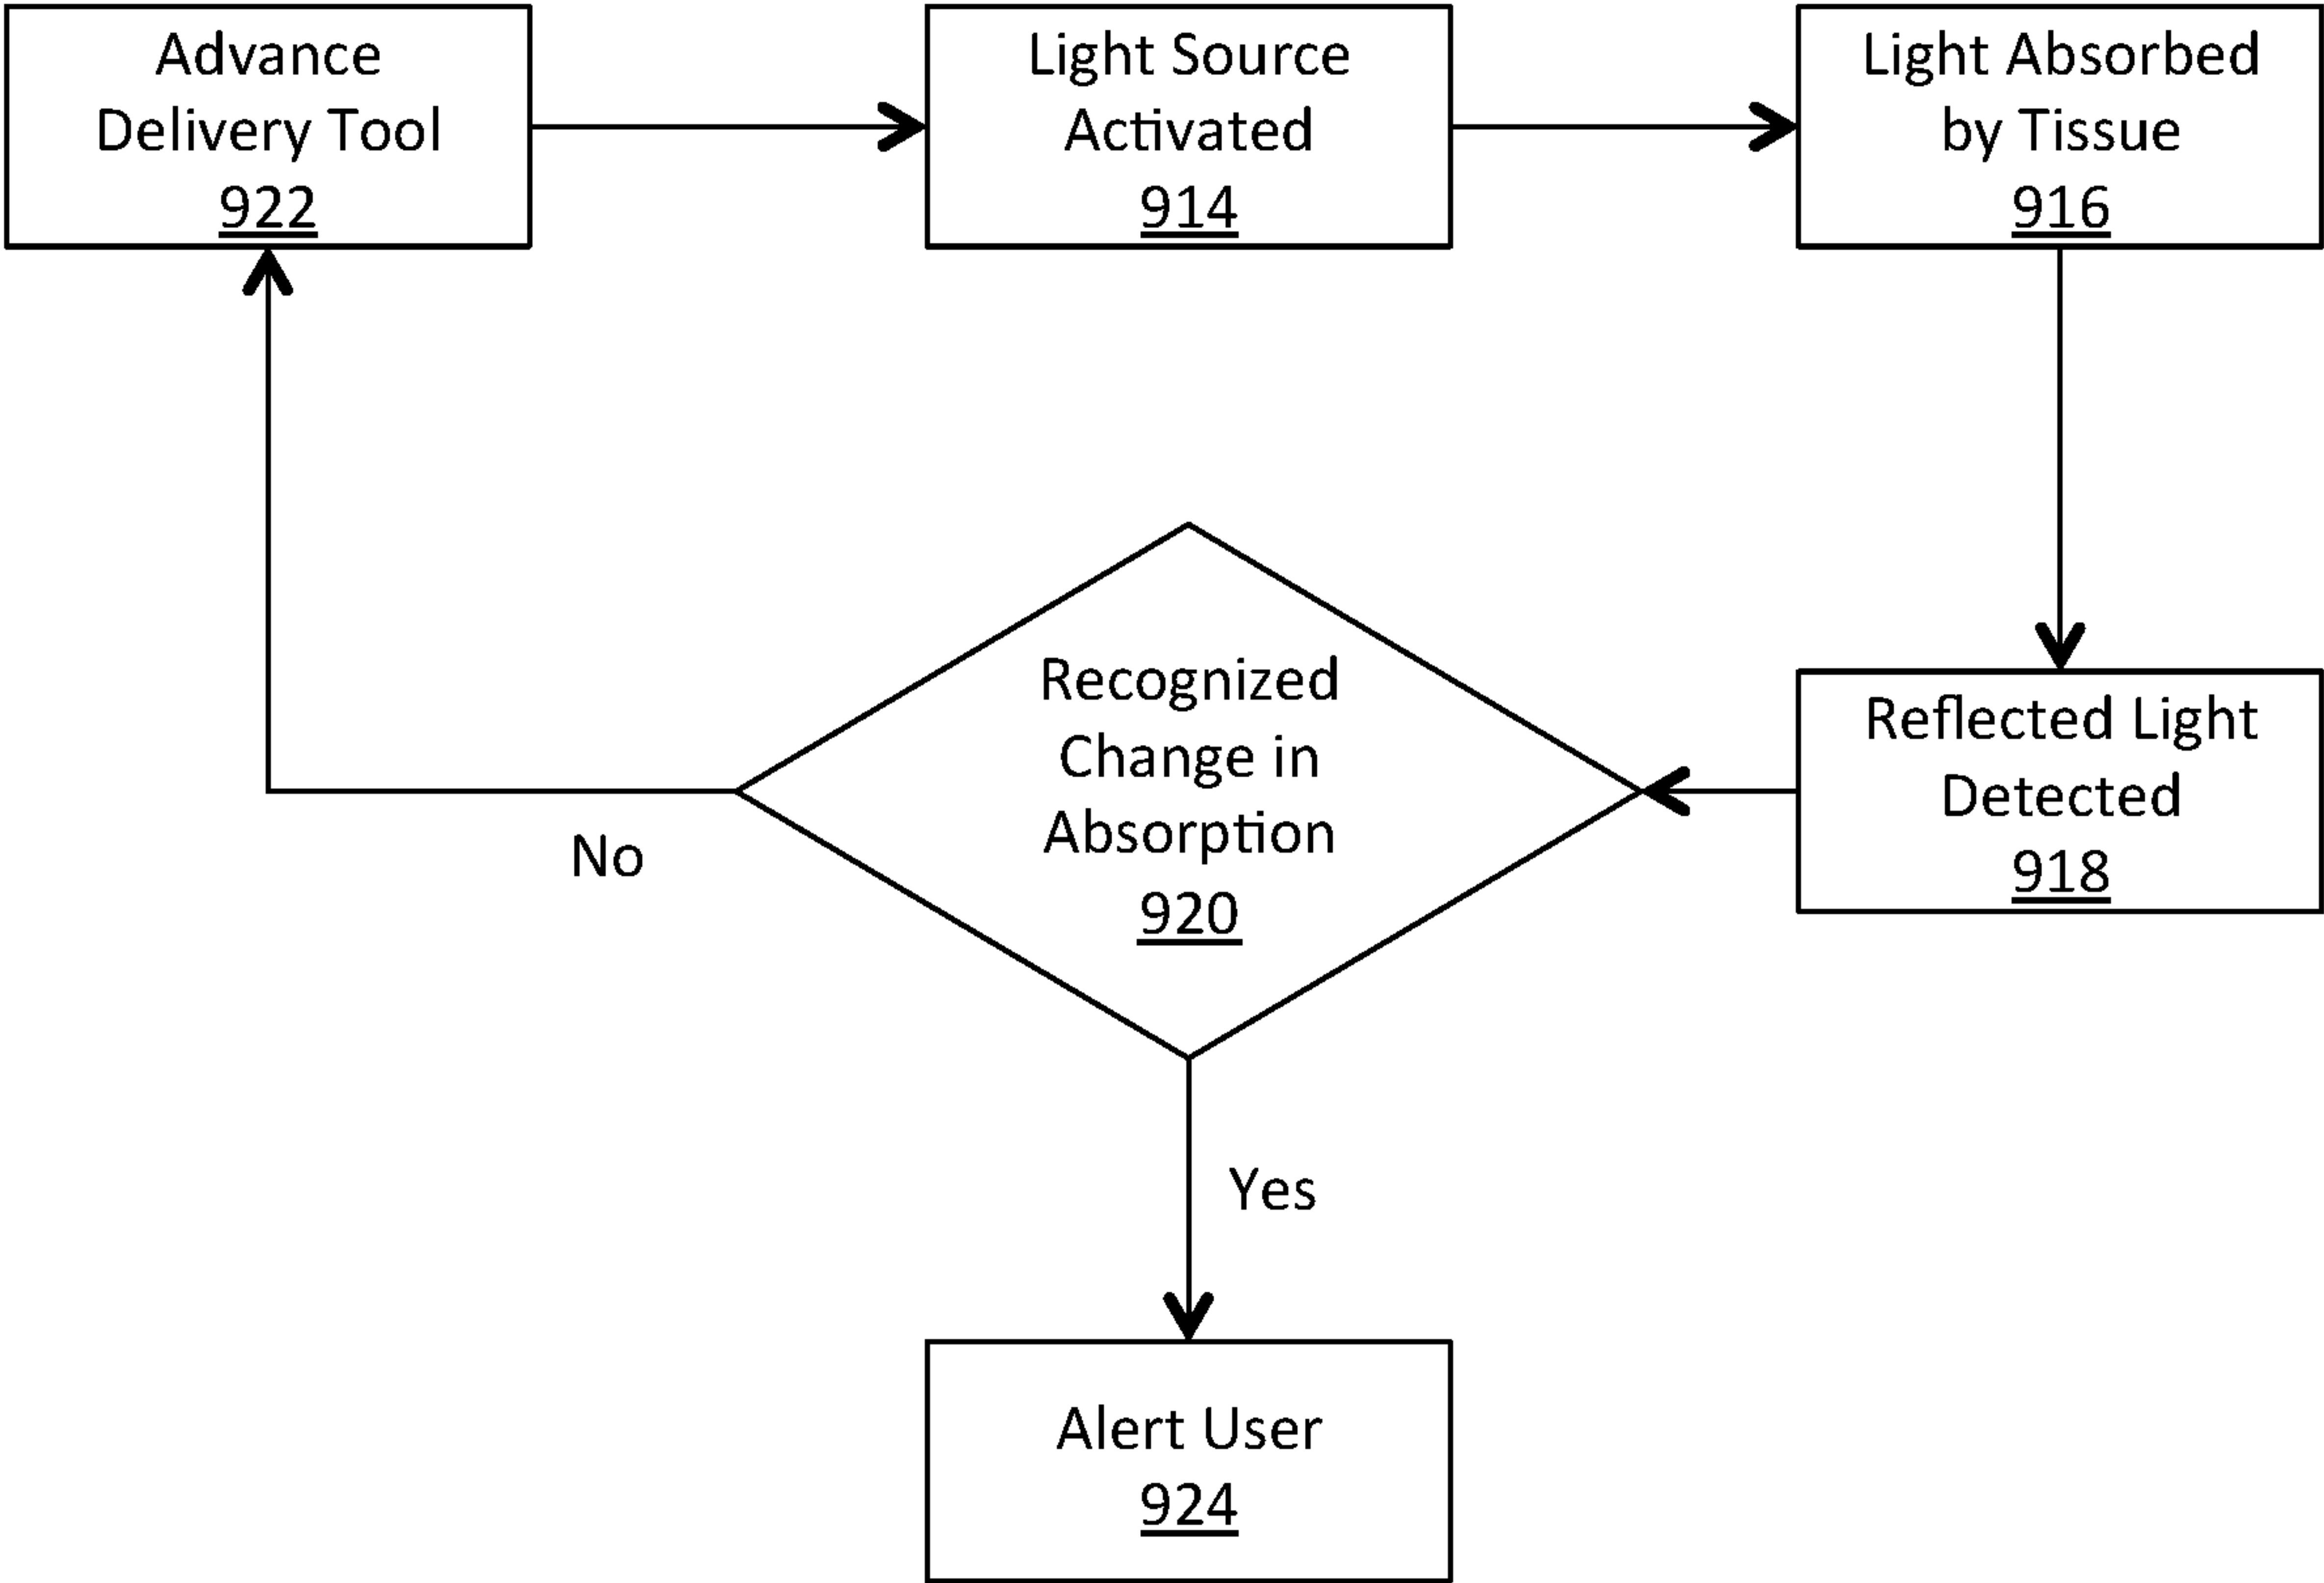 Advance
Delivery Tool
922
Light Source
Activated
914
Light Absorbed
by Tissue
916
Recognized
Change in
Absorption
920
Reflected Light
Detected
918
No
Yes
Alert User
924